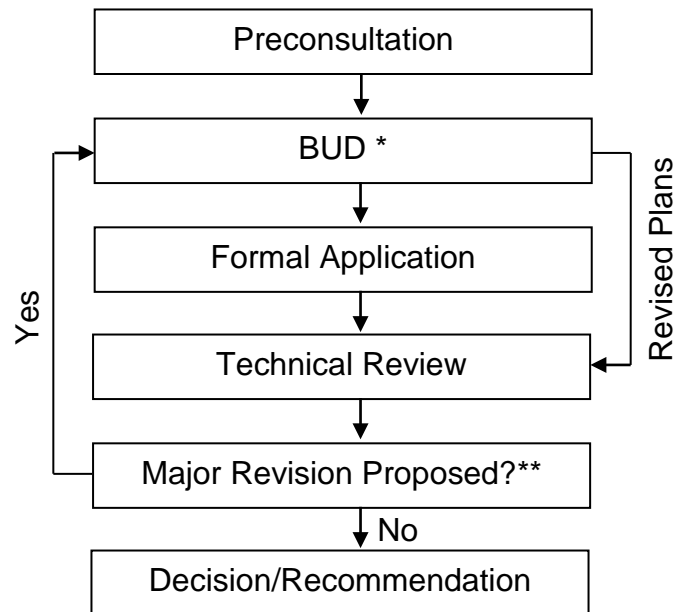 Preconsultation
BUD *
Formal Application
Technical Review
Major Revision Proposed?**
No
Decision/Recommendation
Yes
Revised Plans